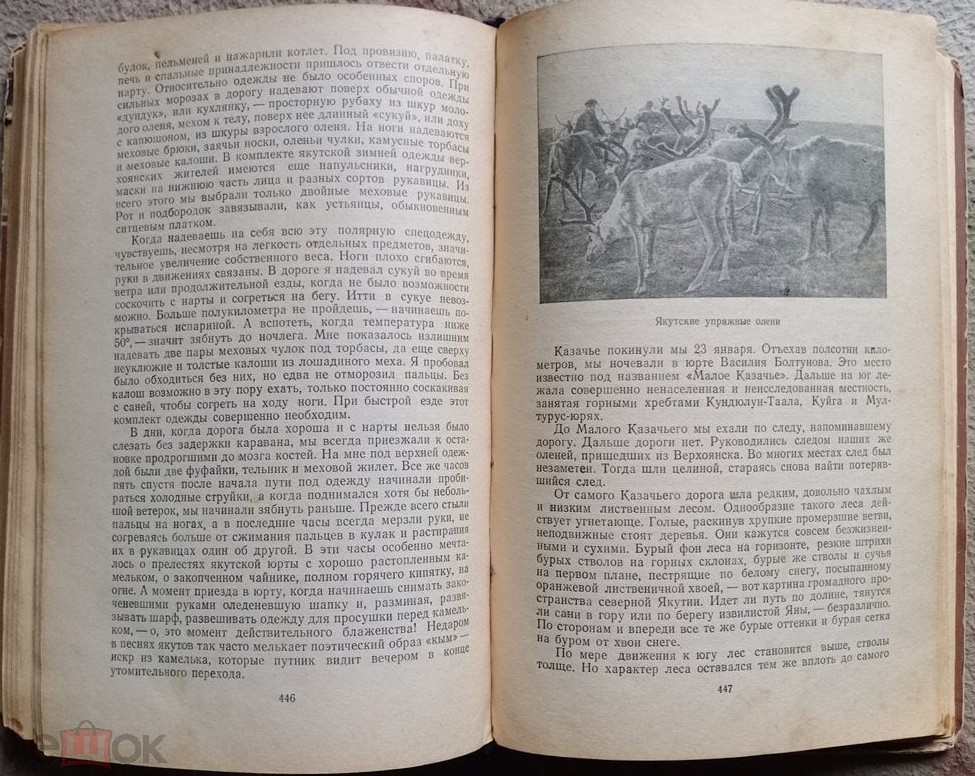 булок, пельменей и нажарили котлет. Под провизию, палатку,
печь и спальные принадлежности пришлось отвести отдельную
нарту. Относительно одежды не было особенных споров. При
сильных морозах в дорогу надевают поверх обычной одежды
«дундук», или кухлянку, — просторную рубаху из шкур моло-
дого оленя, мехом к телу, поверх нее длинный «сукуй», или доху
с капюшоном, из шкуры взрослого оленя. На ноги надеваются
меховые брюки, заячьи носки, оленьи чулки, камусные торбасы
и меховые калоши. В комплекте якутской зимней одежды вер-
хоянских жителей имеются еще напульсники, нагрудники,
маски на нижнюю часть лица и разных сортов рукавицы. Из
всего этого мы выбрали только двойные меховые рукавицы.
Рот и подбородок завязывали, как устьянцы, обыкновенным
ситцевым платком.
Когда надеваешь на себя всю эту полярную спецодежду,
чувствуешь, несмотря на легкость отдельных предметов, значи-
тельное увеличение собственного веса. Ноги плохо сгибаются,
руки в движениях связаны. В дороге я надевал сукуй во время
ветра или продолжительной езды, когда не было возможности
соскочить с нарты и согреться на бегу. Итти в сукуе невоз-
можно. Больше полукилометра не пройдешь, — начинаешь по-
крываться испариной. А вспотеть, когда температура ниже
50°, — значит зябнуть до ночлега. Мне показалось излишним
надевать две пары меховых чулок под торбасы, да еще сверху
неуклюжие и толстые калоши из лошадиного меха. Я пробовал
было обходиться без них, но едва не отморозил пальцы. Без
калош возможно в эту пору ехать, только постоянно соскакивая
с саней, чтобы согреть на ходу ноги. При быстрой езде этот
комплект одежды совершенно необходим.
В дни, когда дорога была хороша и с нарты нельзя было
слезать без задержки каравана, мы всегда приезжали к оста-
новке продрогшими до мозга костей. На мне под верхней одеж-
дой были две фуфайки, тельник и меховой жилет. Все же часов
пять спустя после начала пути под одежду начинали пробир-
раться холодные струйки, а когда поднимался хотя бы неболь-
шой ветерок, мы начинали зябнуть раньше. Прежде всего стыли
пальцы на ногах, а в последние часы всегда мерзли руки, не
согреваясь больше от сжимания пальцев в кулак и растирания
их в рукавицах один об другой. В эти часы особенно мечта-
лось о прелестях якутской юрты с хорошо растопленным ка-
мельком, о закопченном чайнике, полном горячего кипятку, на
огне. А момент приезда в юрту, когда начинаешь снимать зако-
ченевшими руками оледеневшую шапку и, разминая, развя-
зывать шарф, развешивать одежду для просушки перед камель-
ком, — о, это момент действительного блаженства! Недаром
в песнях якутов так часто мелькает поэтический образ «кым» —
искр из камелька, которые путник видит вечером в конце
утомительного перехода.
446
Якутские упряжные олени
Казачье покинули мы 23 января. Отъехав полсотни кило-
метров, мы ночевали в юрте Василия Болтунова. Это место
известно под названием «Малое Казачье». Дальше на юг ле-
жала совершенно ненаселенная и неисследованная местность,
занятая горными хребтами Кундюлун-Таала, Куйга и Мул-
турус-юрях.
До Малого Казачьего мы ехали по следу, напоминавшему
дорогу. Дальше дороги нет. Руководились следом наших же
оленей, пришедших из Верхоянска. Во многих местах след был
незаметен. Тогда шли целиной, стараясь снова найти потеряв-
шийся след.
От самого Казачьего дорога шла редким, довольно чахлым
и низким лиственным лесом. Однообразие такого леса дей-
ствует угнетающе. Голые, раскинув хрупкие промерзшие ветви,
неподвижные стоят деревья. Они кажутся совсем безжизнен-
ными и сухими. Бурый фон леса на горизонте, резкие штрихи
бурых стволов на горных склонах, бурые же стволы и сучья
на первом плане, пестрящие по белому снегу, посыпанному
оранжевой лиственичной хвоей, — вот картина громадного про-
странства северной Якутии. Идет ли путь по долине, тянутся
ли сани в гору или по берегу извилистой Яны, — безразлично.
По сторонам и впереди все те же бурые оттенки и бурая сетка
на буром от хвои снеге.
По мере движения к югу лес становится выше, стволы
толще. Но характер леса оставался тем же вплоть до самого
447
ешок